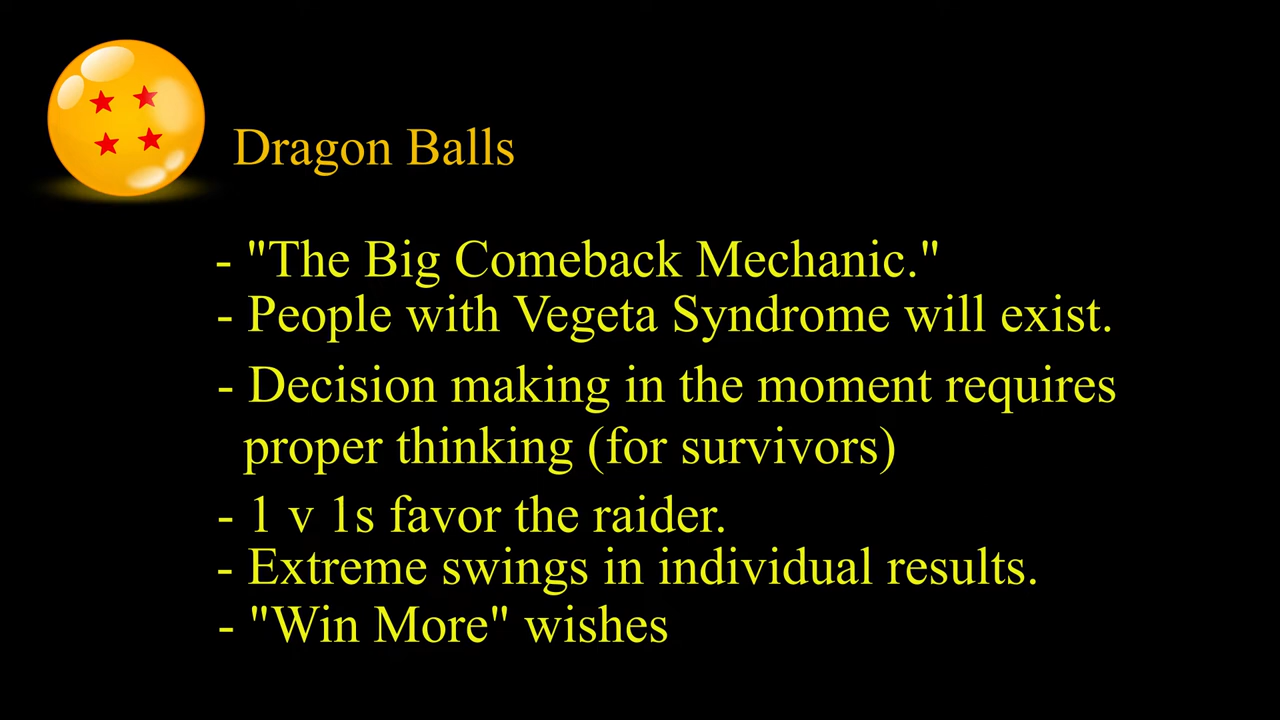 Dragon Balls
- "The Big Comeback Mechanic."
- People with Vegeta Syndrome will exist.
- Decision making in the moment requires
proper thinking (for survivors)
- 1 v 1s favor the raider.
- Extreme swings in individual results.
- "Win More" wishes